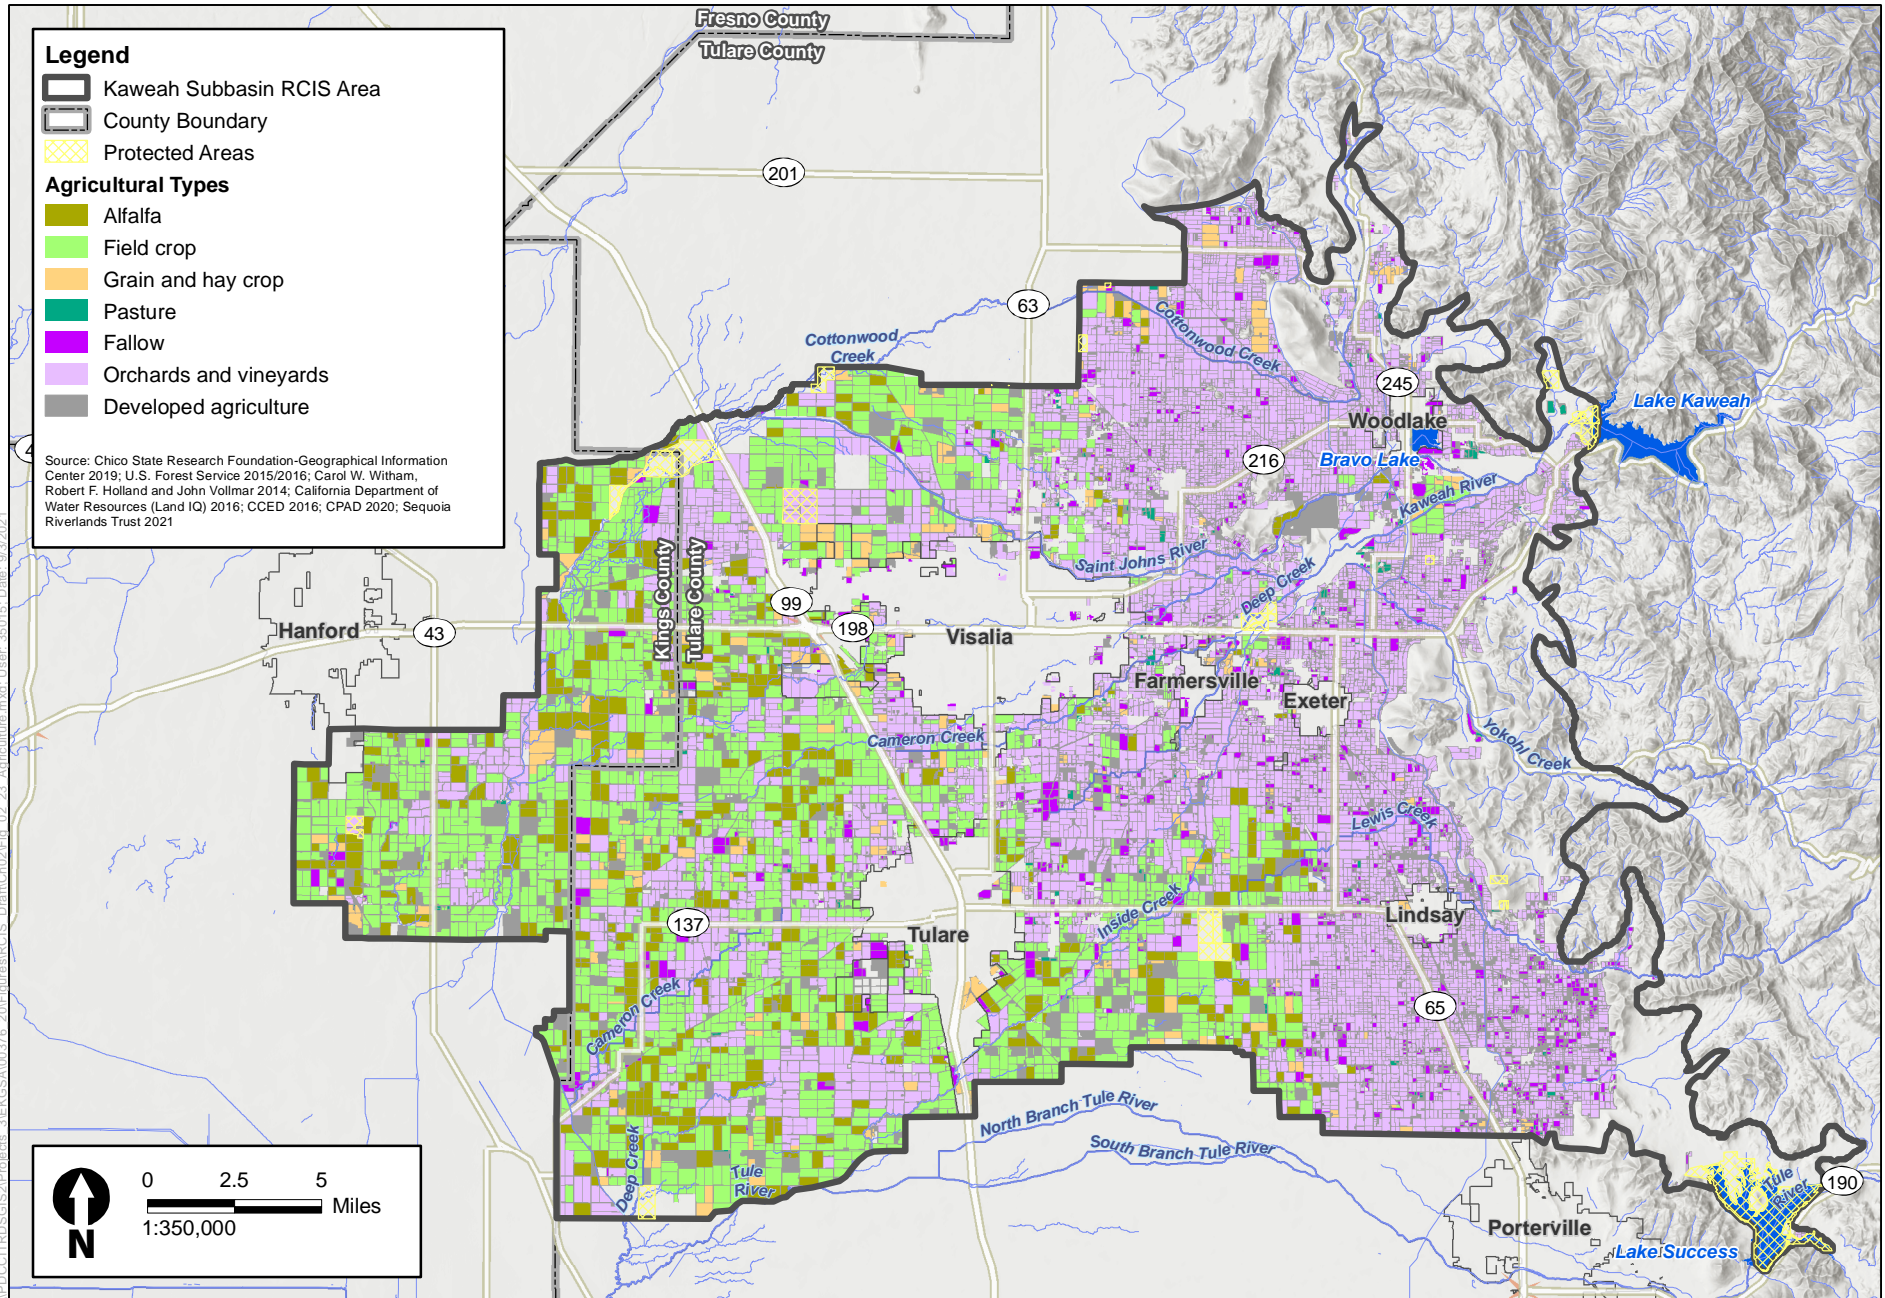 Legend
Kaweah Subbasin RCIS Area
County Boundary
Protected Areas
Agricultural Types
Alfalfa
Field crop
Grain and hay crop
Pasture
Fallow
Orchards and vineyards
Developed agriculture
Source: Chico State Research Foundation-Geographical Information
Center 2019; U.S. Forest Service 2015/2016; Carol W. Witham,
Robert F. Holland and John Vollmar 2014; California Department of
Water Resources (Land IQ) 2016; CCED 2016; CPAD 2020; Sequoia
Riverlands Trust 2021
Fresno County
Tulare County
201
63
Cottonwood
Creek
Cottonwood Creek
245
Woodlake
Lake Kaweah
Bravo Lake
216
Kaweah River
Saint Johns River
Deep Creek
Kings County
Tulare County
99
198
Visalia
Hanford
43
Farmersville
Exeter
Cameron Creek
Yokohl Creek
Lewis Creek
Inside Creek
Lindsay
137
Tulare
65
Cameron Creek
Deep Creek
Tule
River
North Branch Tule River
South Branch Tule River
Tule
River
190
Porterville
Lake Success
0 2.5 5
Miles
1:350,000
N